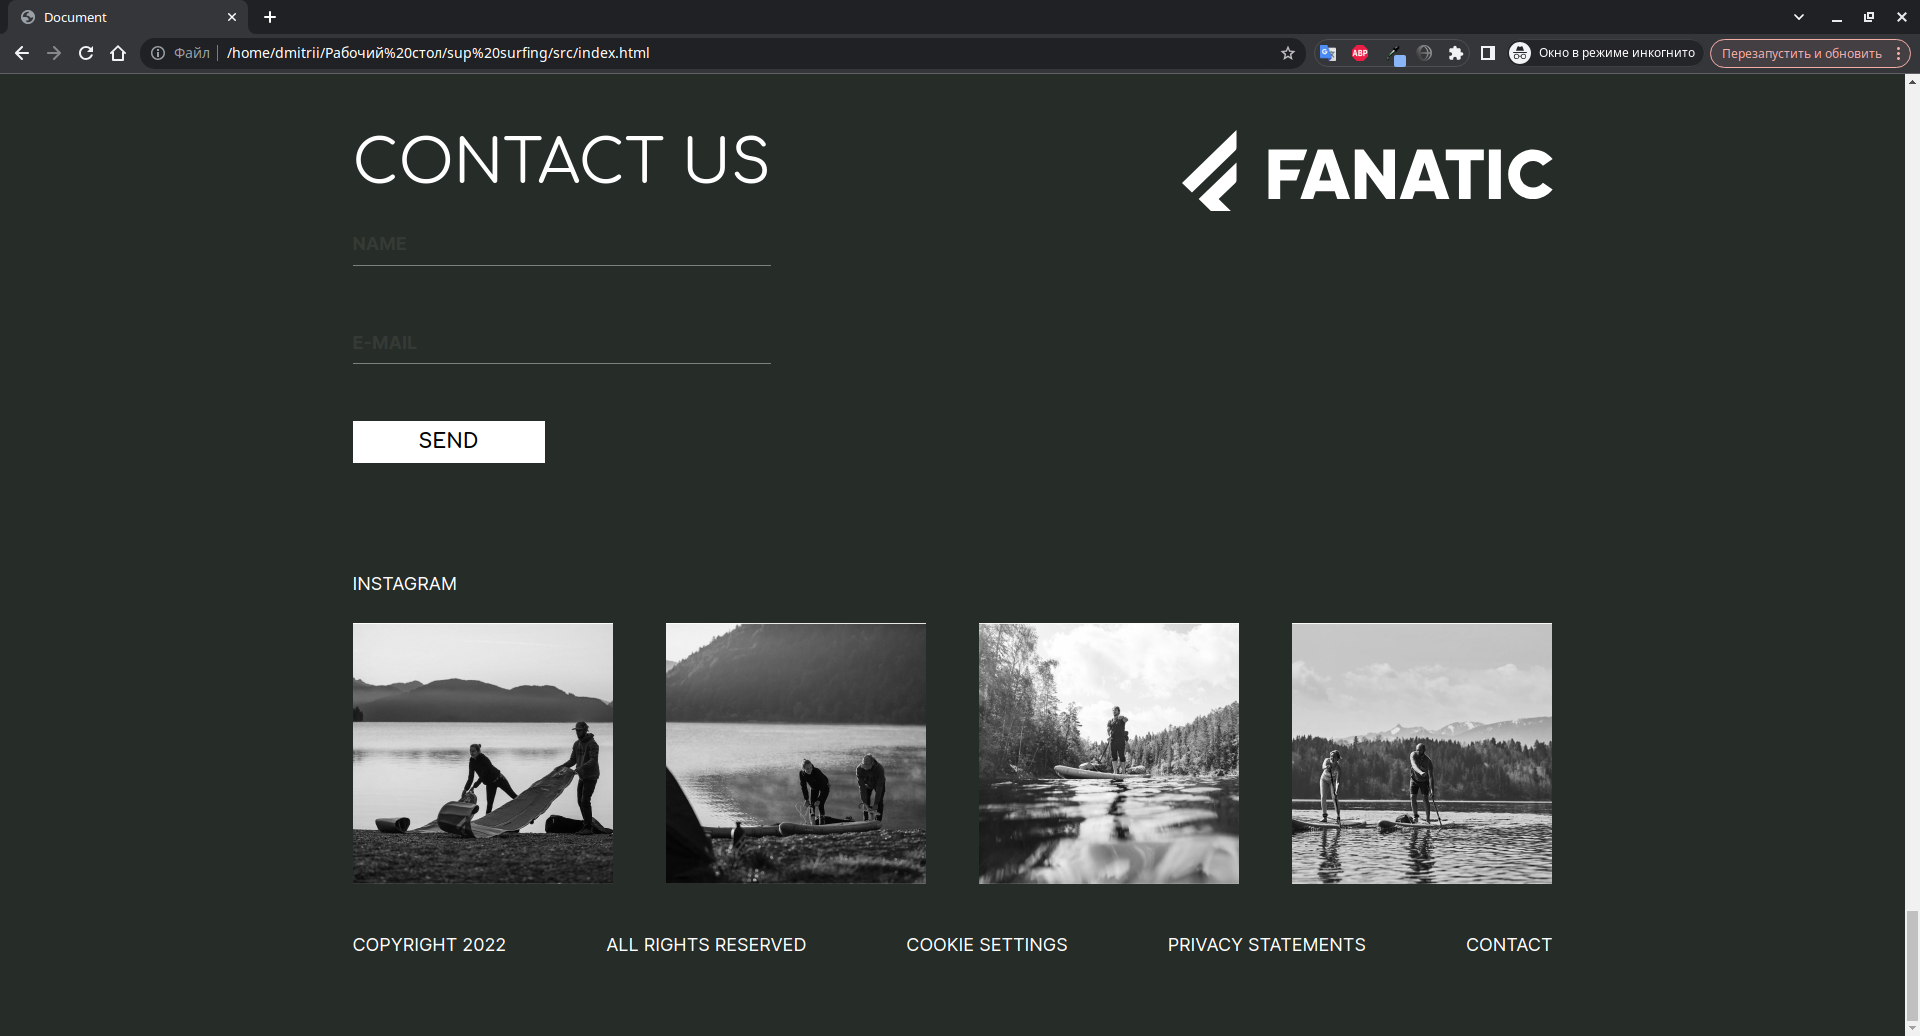 Document
Файл
/home/dmitrii/Рабочий%20стол/sup%20surfing/src/index.html
ABP
Окно в режиме инкогнито
Перезапустить и обновить
CONTACT US
FANATIC
NAME
E-MAIL
SEND
INSTAGRAM
COPYRIGHT 2022
ALL RIGHTS RESERVED
COOKIE SETTINGS
PRIVACY STATEMENTS
CONTACT